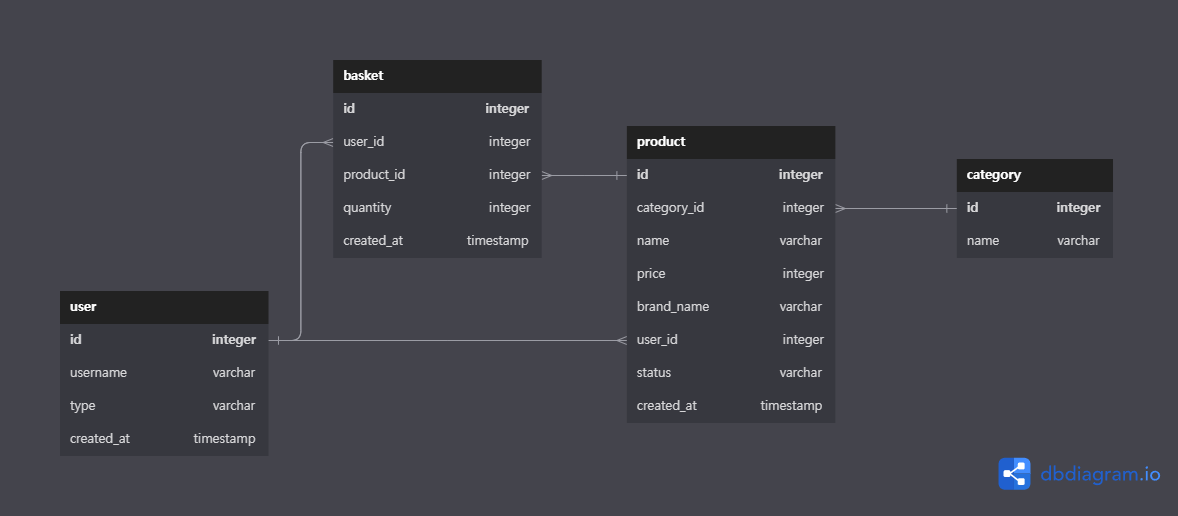 basket
id integer
user_id integer
product_id integer
quantity integer
created_at timestamp
product
id integer
category_id integer
name varchar
price integer
brand_name varchar
user_id integer
status varchar
created_at timestamp
category
id integer
name varchar
user
id integer
username varchar
type varchar
created_at timestamp
dbdiagram.io